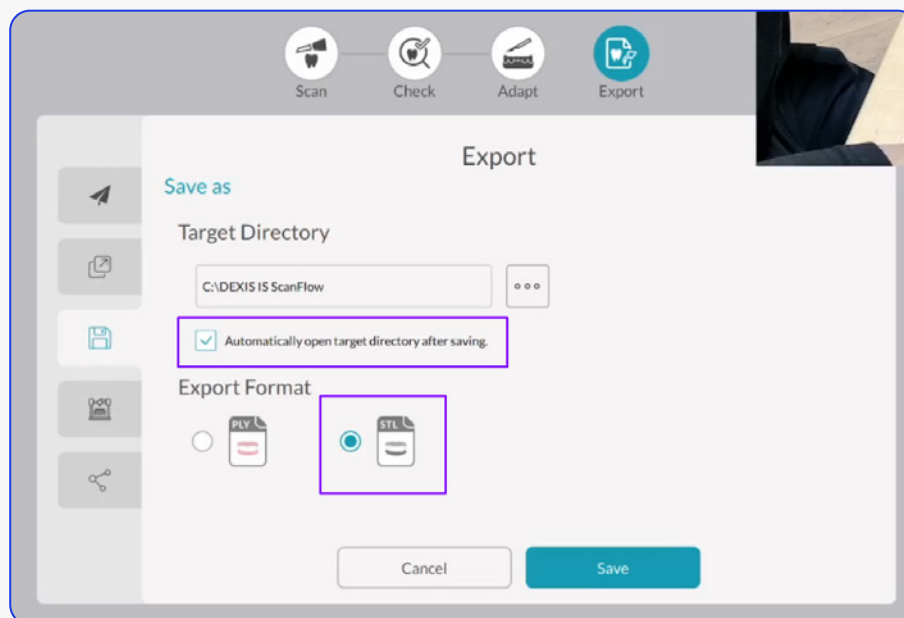 Scan
Check
Adapt
Export
Export
Save as
Target Directory
C:\DEXIS IS ScanFlow
Automatically open target directory after saving.
Export Format
PLY
STL
Cancel
Save